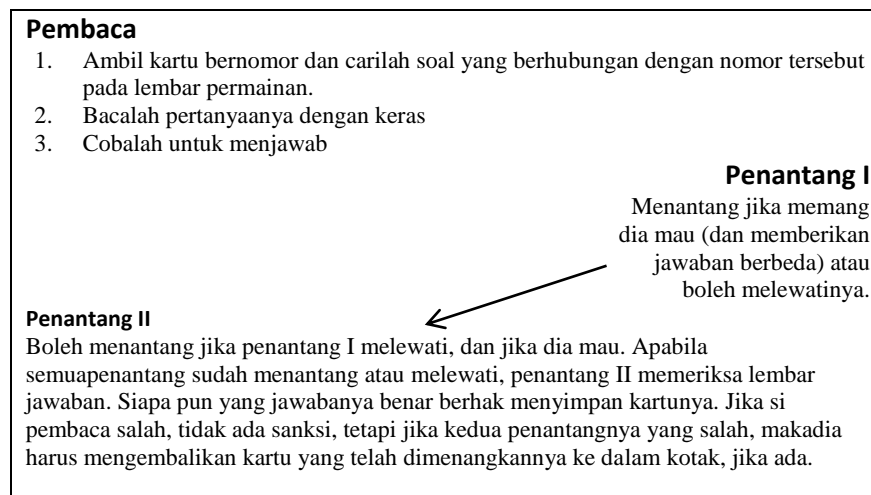 Pembaca
1. Ambil kartu bernomor dan carilah soal yang berhubungan dengan nomor tersebut
pada lembar permainan.
2. Bacalah pertanyaanya dengan keras
3. Cobalah untuk menjawab
Penantang I
Menantang jika memang
dia mau (dan memberikan
jawaban berbeda) atau
boleh melewatinya.
Penantang II
Boleh menantang jika penantang I melewati, dan jika dia mau. Apabila
semuapenantang sudah menantang atau melewati, penantang II memeriksa lembar
jawaban. Siapa pun yang jawabanya benar berhak menyimpan kartunya. Jika si
pembaca salah, tidak ada sanksi, tetapi jika kedua penantangnya yang salah, makadia
harus mengembalikan kartu yang telah dimenangkannya ke dalam kotak, jika ada.